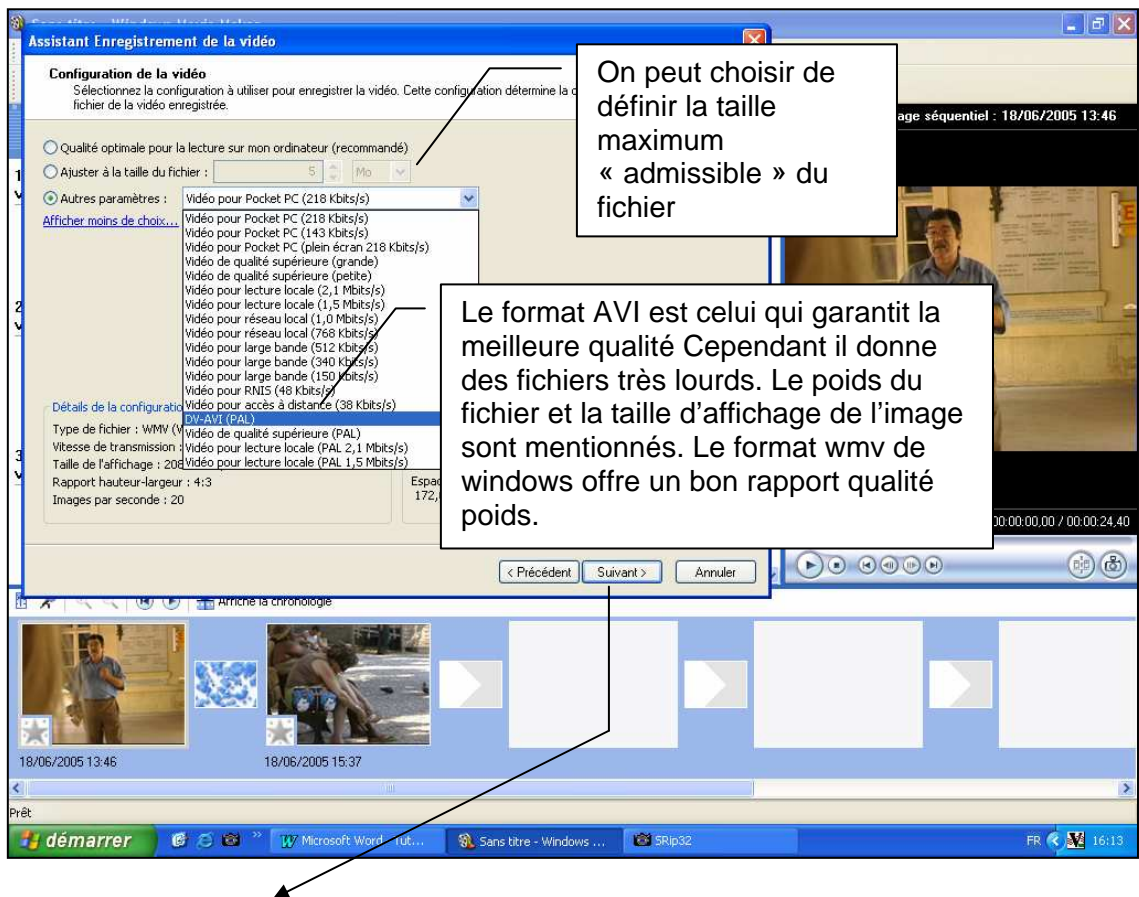 Assistant Enregistrement de la vidéo
Configuration de la vidéo
Sélectionnez la configuration à utiliser pour enregistrer la vidéo. Cette configuration détermine la
fichier de la vidéo enregistrée.
On peut choisir de
définir la taille
maximum
« admissible » du
fichier
age séquentiel : 18/06/2005 13:46
Qualité optimale pour la lecture sur mon ordinateur (recommandé)
Ajuster à la taille du fichier : 5 Mo
Autres paramètres : Vidéo pour Pocket PC (218 Kbits/s)
Afficher moins de choix...
Vidéo pour Pocket PC (218 Kbits/s)
Vidéo pour Pocket PC (143 Kbits/s)
Vidéo pour Pocket PC (plein écran 218 Kbits/s)
Vidéo de qualité supérieure (grande)
Vidéo de qualité supérieure (petite)
Vidéo pour lecture locale (2,1 Mbits/s)
Vidéo pour lecture locale (1,5 Mbits/s)
Vidéo pour réseau local (1,0 Mbits/s)
Vidéo pour réseau local (768 Kbits/s)
Vidéo pour large bande (512 Kbits/s)
Vidéo pour large bande (340 Kbits/s)
Vidéo pour large bande (150 Kbits/s)
Vidéo pour RNIS (48 Kbits/s)
Vidéo pour accès à distance (38 Kbits/s)
DV-AVI (PAL)
Vidéo de qualité supérieure (PAL)
Vidéo pour lecture locale (PAL 2,1 Mbits/s)
Vidéo pour lecture locale (PAL 1,5 Mbits/s)
Le format AVI est celui qui garantit la
meilleure qualité Cependant il donne
des fichiers très lourds. Le poids du
fichier et la taille d'affichage de l'image
sont mentionnés. Le format wmv de
windows offre un bon rapport qualité
poids.
1
2
3
Détails de la configuratio
Type de fichier : WMV (V
Vitesse de transmission :
Taille de l'affichage : 208
Rapport hauteur-largeur : 4:3
Images par seconde : 20
Espac
172,
00:00:00,00 / 00:00:24,40
< Précédent
Suivant >
Annuler
Affiche la chronologie
18/06/2005 13:46
18/06/2005 15:37
Prêt
démarrer
Microsoft Word - Tut...
Sans titre - Windows ...
SRip32
FR
16:13